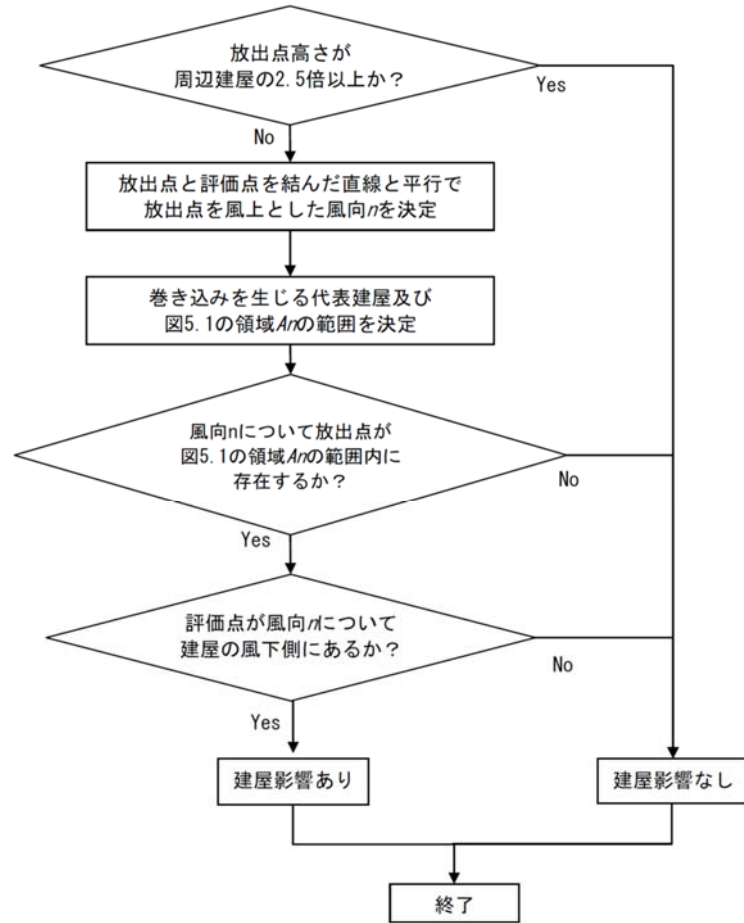 放出点高さが
周辺建屋の2.5倍以上か？
Yes
No
放出点と評価点を結んだ直線と平行で
放出点を風上とした風向nを決定
巻き込みを生じる代表建屋及び
図5.1の領域Anの範囲を決定
風向nについて放出点が
図5.1の領域Anの範囲内に
存在するか？
No
Yes
評価点が風向nについて
建屋の風下側にあるか？
No
Yes
建屋影響あり
建屋影響なし
終了